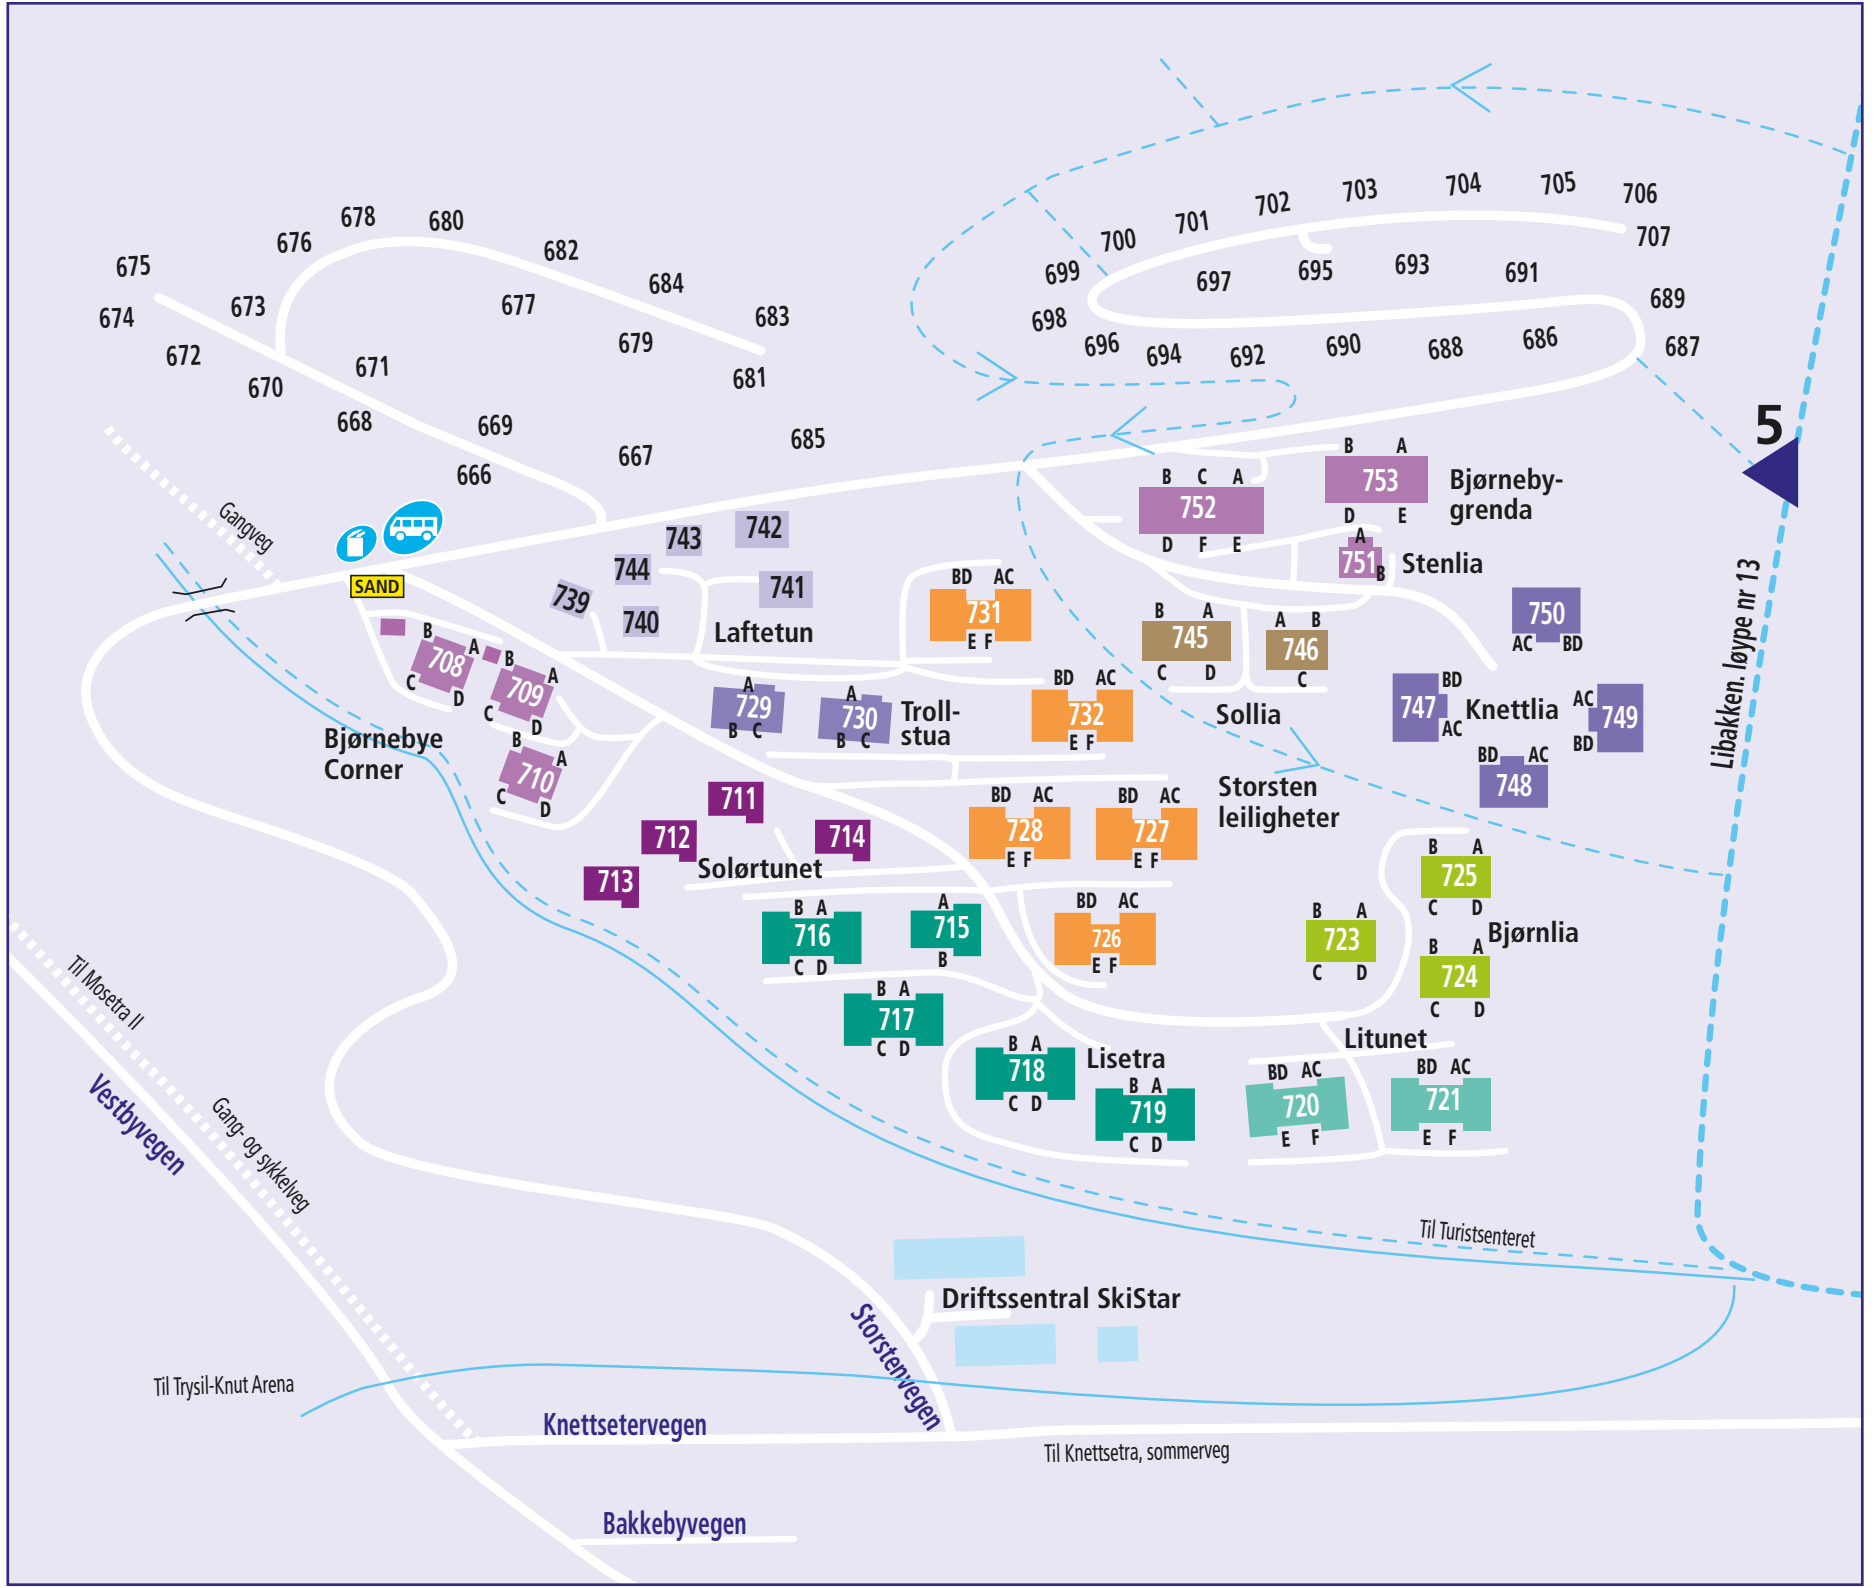 702 703 704 705 706
678 680 700 701 707
676 682 699 697 695 693 691
675 684 689
673 677 683
674 698
672 679 696 694 692 690 688 686 687
671 681
670
668 669 685 5
667
666
B A
B C A 753 Bjørneby-
752 grenda
D E
D F E
A
751 Stenlia
B
Gangveg
SAND
743 742
744 741
739 740
Laftetun
BD AC
731
E F
B A
745
C D
A B
746
C
Sollia
750
AC BD
BD
747 Knettlia
AC
AC
749
BD
BD AC
748
Libakken. løype nr 13
B
A
708
C
D
B
A
709
C
D
B
A
710
C
D
Bjørnebye
Corner
A
729
B C
A
730
B C
Troll-
stua
BD AC
732
E F
Storsten
leiligheter
711
712 714
713
Solørtunet
BD AC
728
E F
BD AC
727
E F
BD AC
726
E F
B A
725
C D
B A
723
C D
Bjørnlia
B A
724
C D
B A
716
C D
A
715
B
B A
717
C D
B A
718
C D
Lisetra
B A
719
C D
Litunet
BD AC
720
E F
BD AC
721
E F
Til Mosetra II
Vestbyvegen
Gang- og sykkelveg
Til Turistsenteret
Driftssentral SkiStar
Storstenvegen
Til Trysil-Knut Arena
Knettsetervegen
Til Knettsetra, sommerveg
Bakkebyvegen
740